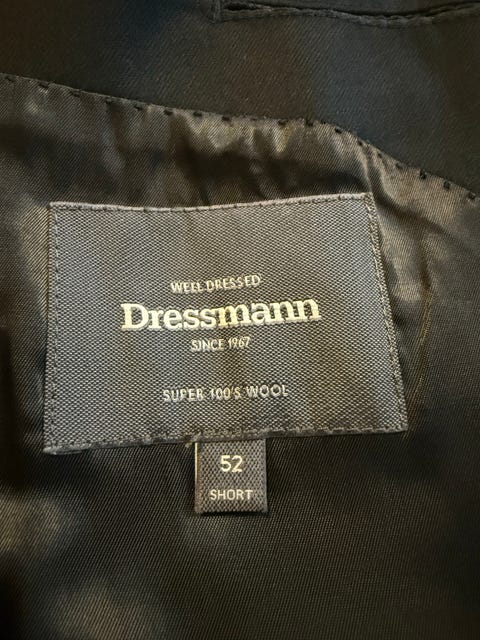 WELL DRESSED
Dressmann
SINCE 1967
SUPER 100'S WOOL
52
SHORT